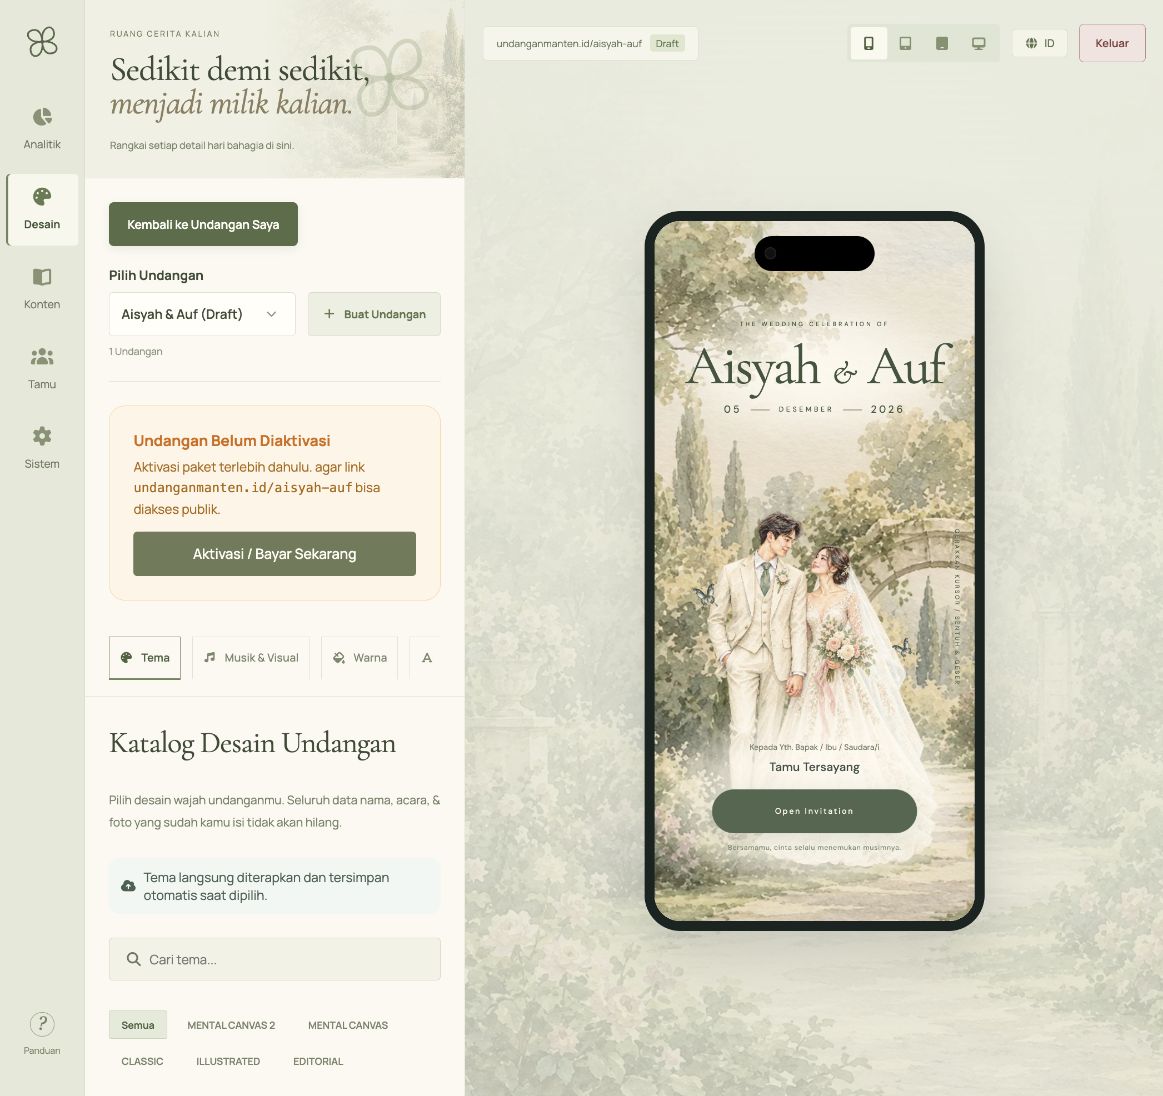 Analitik
Desain
Konten
Tamu
Sistem
?
Panduan
RUANG CERITA KALIAN
Sedikit demi sedikit,
menjadi milik kalian.
Rangkai setiap detail hari bahagia di sini.
Kembali ke Undangan Saya
Pilih Undangan
Aisyah & Auf (Draft)
+ Buat Undangan
1 Undangan
Undangan Belum Diaktivasi
Aktivasi paket terlebih dahulu. agar link
undanganmanten.id/aisyah-auf bisa
diakses publik.
Aktivasi / Bayar Sekarang
Tema
Musik & Visual
Warna
A
Katalog Desain Undangan
Pilih desain wajah undanganmu. Seluruh data nama, acara, &
foto yang sudah kamu isi tidak akan hilang.
Tema langsung diterapkan dan tersimpan
otomatis saat dipilih.
Cari tema...
Semua
MENTAL CANVAS 2
MENTAL CANVAS
CLASSIC
ILLUSTRATED
EDITORIAL
undanganmanten.id/aisyah-auf
Draft
ID
Keluar
THE WEDDING CELEBRATION OF
Aisyah & Auf
05 — DESEMBER — 2026
GERAKKAN KURSOR / SENTUH & GESER
Kepada Yth. Bapak / Ibu / Saudara/i
Tamu Tersayang
Open Invitation
Bersamamu, cinta selalu menemukan musimnya.